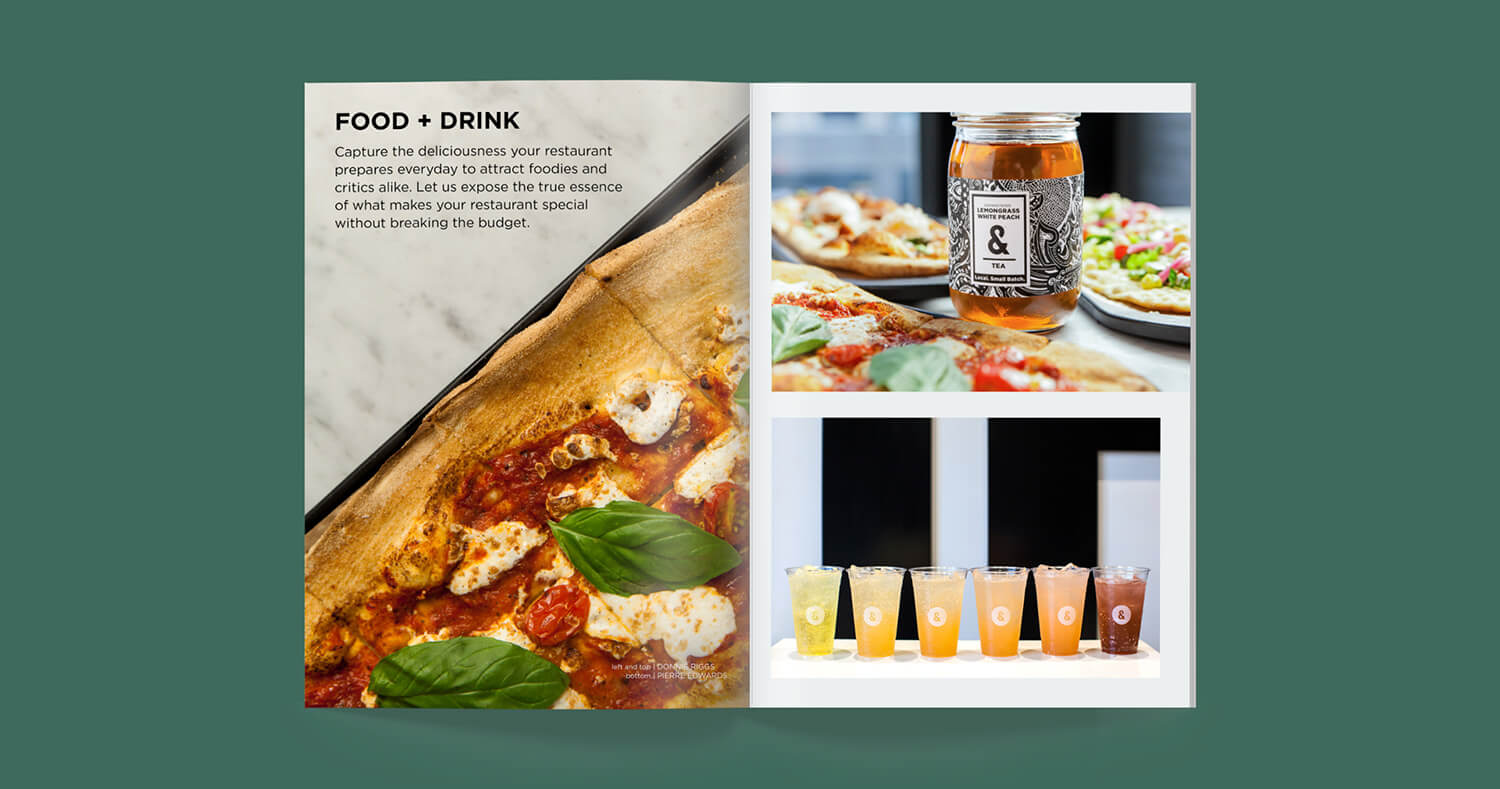 FOOD + DRINK
Capture the deliciousness your restaurant
prepares everyday to attract foodies and
critics alike. Let us expose the true essence
of what makes your restaurant special
without breaking the budget.
left and top | DONNIE RIGGS
bottom | PIERRE EDWARDS
LEMONGRASS
WHITE PEACH
&
TEA
Local. Small Batch.
& & & & & &